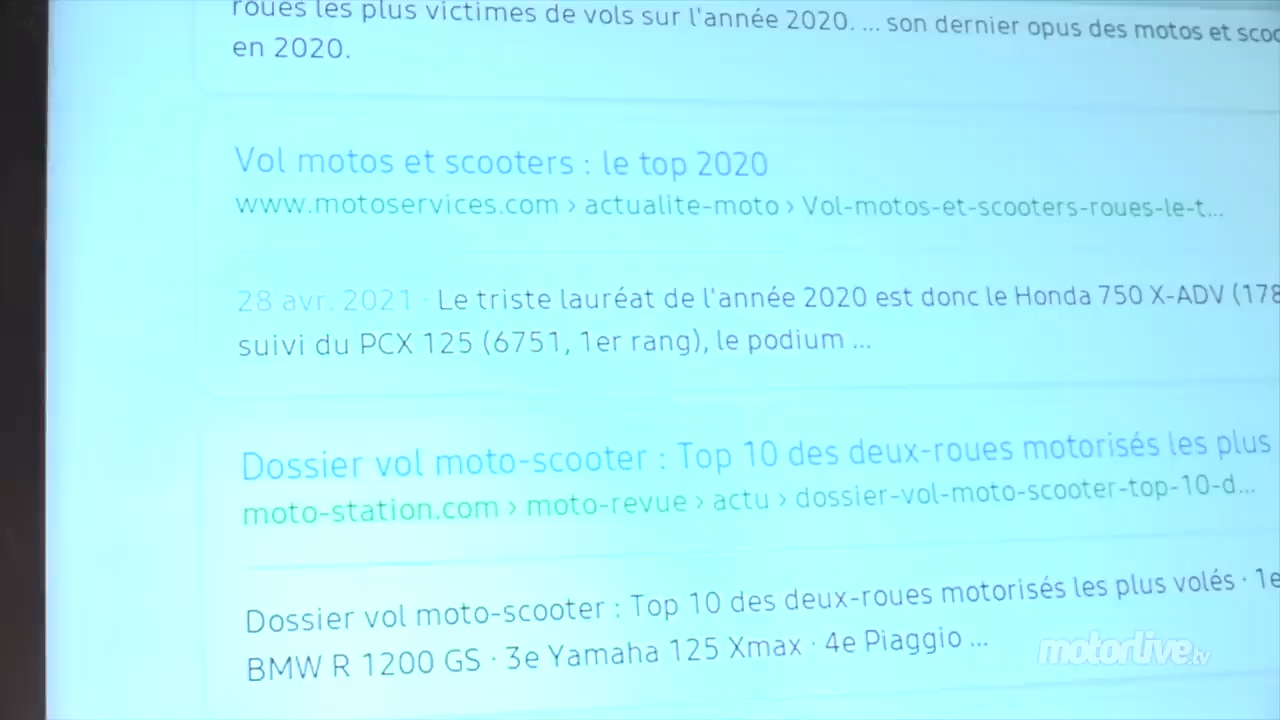 roues les plus victimes de vols sur l'année 2020. ... son dernier opus des motos et scoo
en 2020.
Vol motos et scooters : le top 2020
www.motoservices.com › actualite-moto › Vol-motos-et-scooters-roues-le-t...
28 avr. 2021 · Le triste lauréat de l'année 2020 est donc le Honda 750 X-ADV (178
suivi du PCX 125 (6751, 1er rang), le podium ...
Dossier vol moto-scooter : Top 10 des deux-roues motorisés les plus
moto-station.com › moto-revue › actu › dossier-vol-moto-scooter-top-10-d...
Dossier vol moto-scooter : Top 10 des deux-roues motorisés les plus volés · 1e
BMW R 1200 GS · 3e Yamaha 125 Xmax · 4e Piaggio ...
motorlive.tv